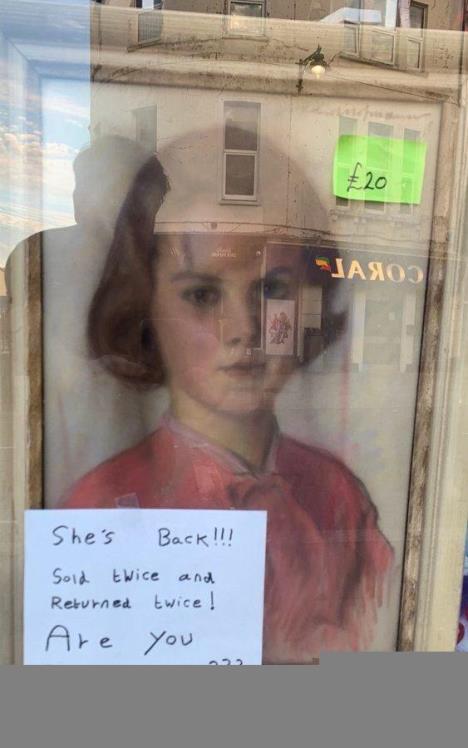 £20
CORAL
She's Back!!!
Sold twice and
Returned twice!
Are you
???